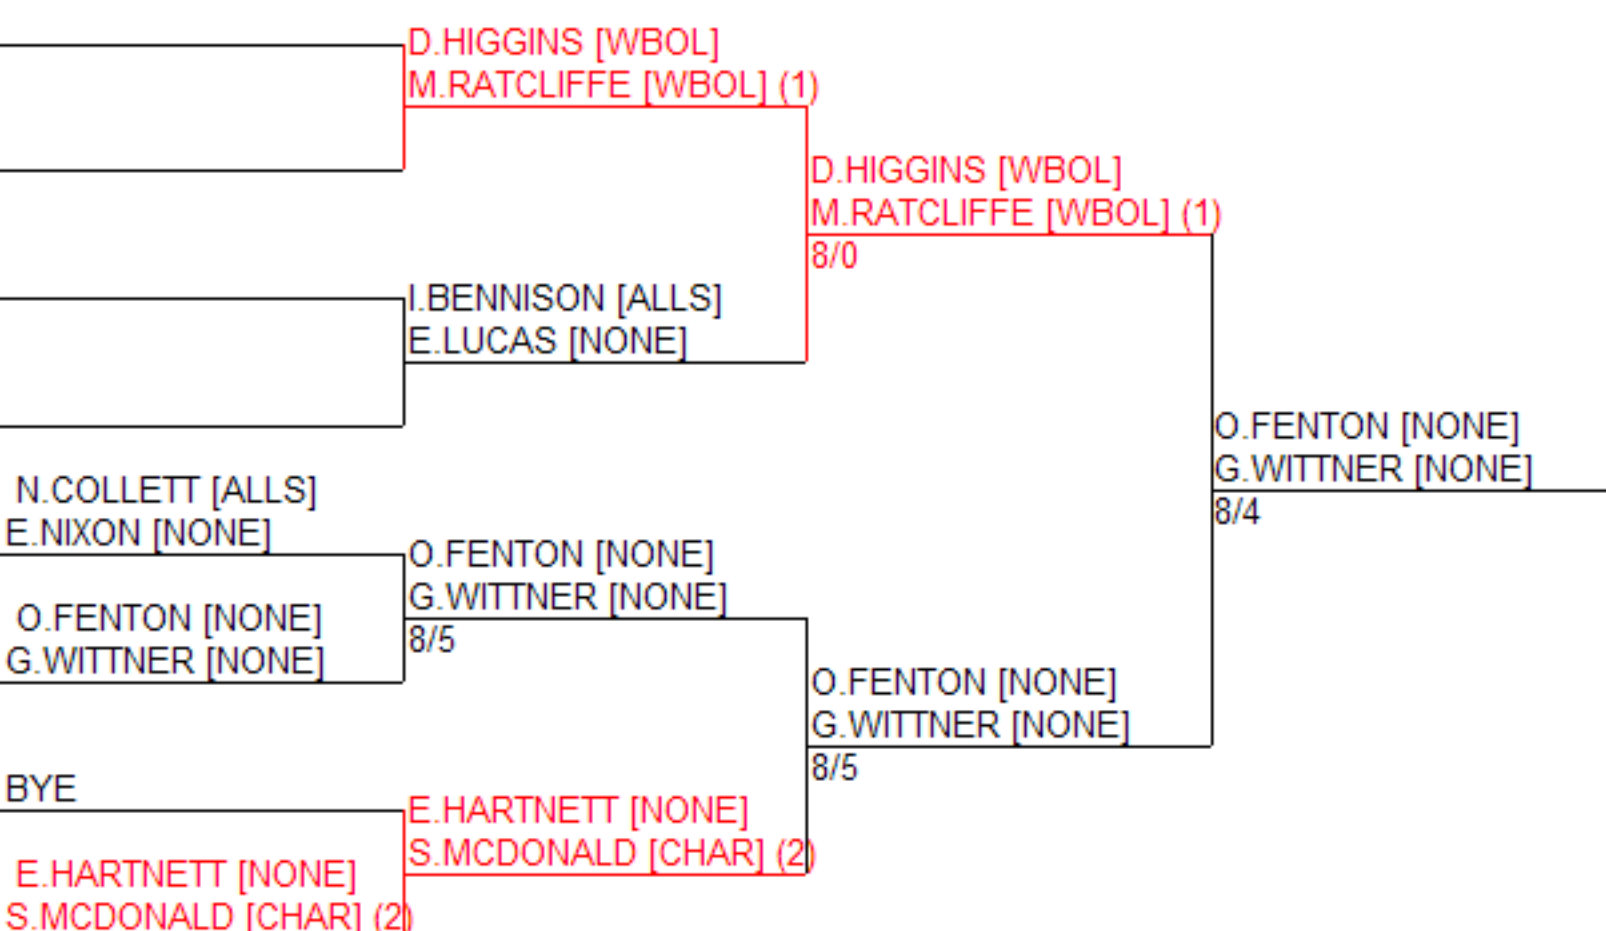 D.HIGGINS [WBOL]
M.RATCLIFFE [WBOL] (1)
D.HIGGINS [WBOL]
M.RATCLIFFE [WBOL] (1)
8/0
I.BENNISON [ALLS]
E.LUCAS [NONE]
O.FENTON [NONE]
G.WITTNER [NONE]
8/4
N.COLLETT [ALLS]
E.NIXON [NONE]
O.FENTON [NONE]
G.WITTNER [NONE]
8/5
O.FENTON [NONE]
G.WITTNER [NONE]
O.FENTON [NONE]
G.WITTNER [NONE]
8/5
BYE
E.HARTNETT [NONE]
S.MCDONALD [CHAR] (2)
E.HARTNETT [NONE]
S.MCDONALD [CHAR] (2)